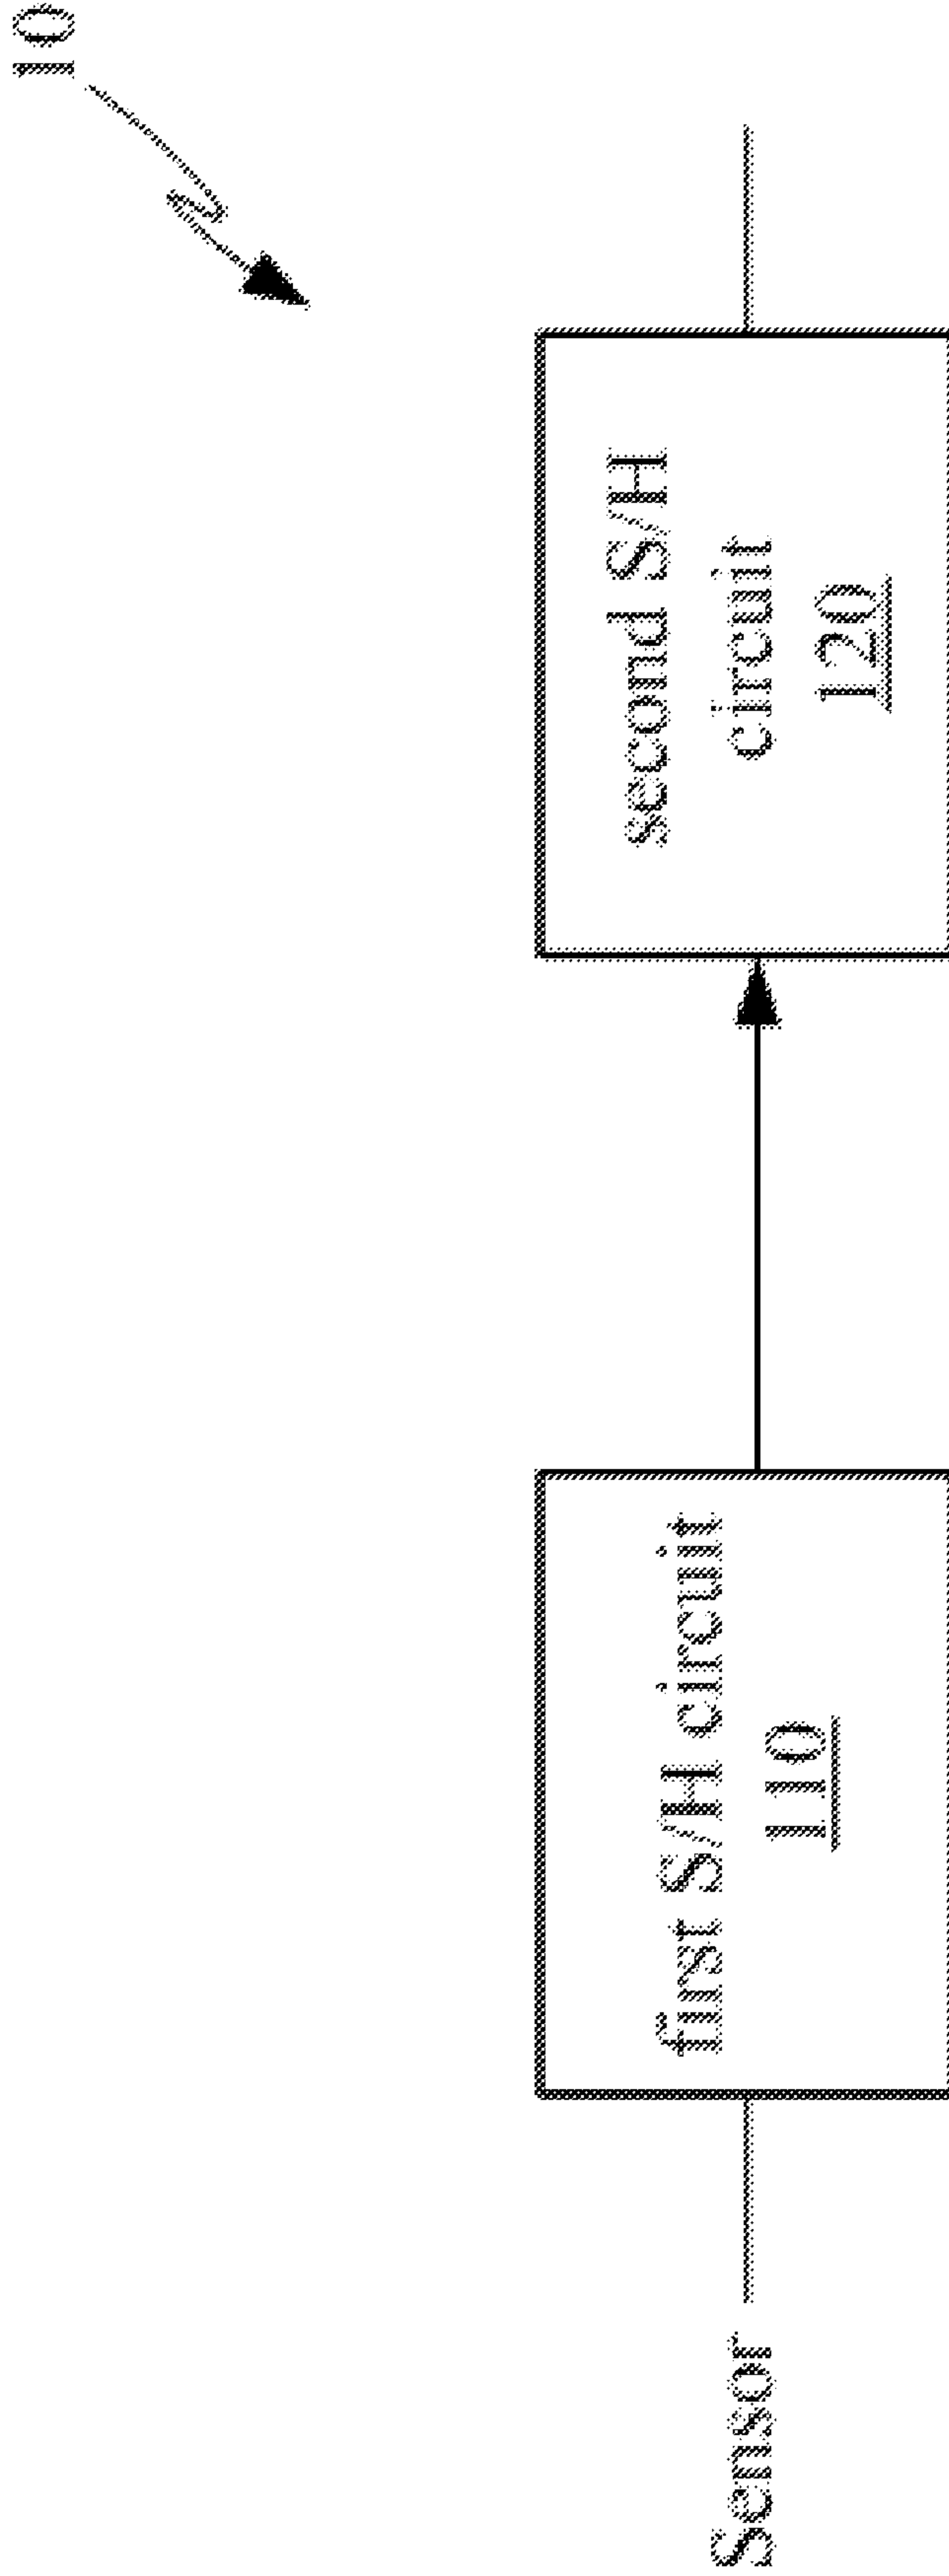 10
Sensor
first S/H circuit
110
second S/H
circuit
120